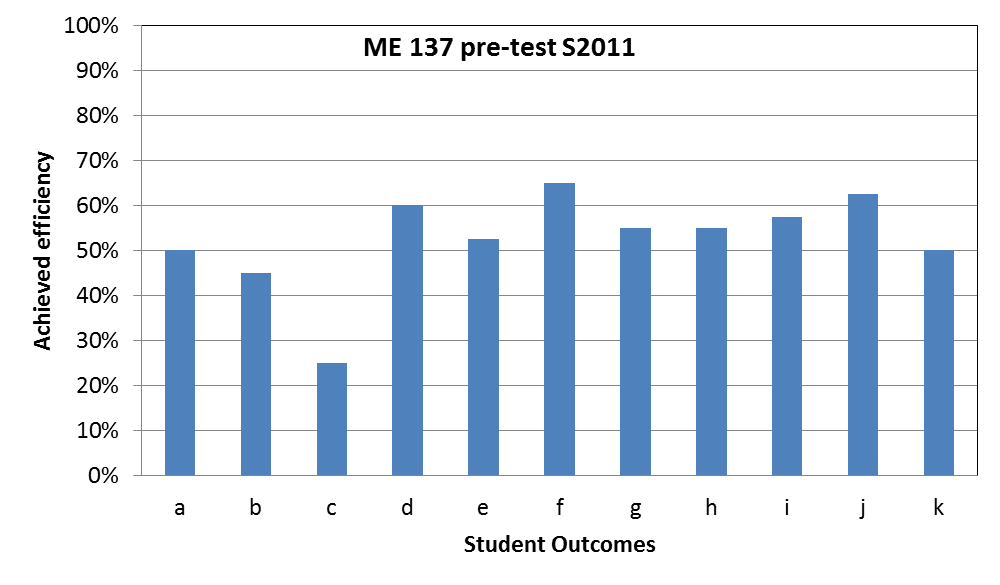 ME 137 pre-test S2011
100%
90%
80%
70%
60%
50%
40%
30%
20%
10%
0%
Achieved efficiency
a b c d e f g h i j k
Student Outcomes